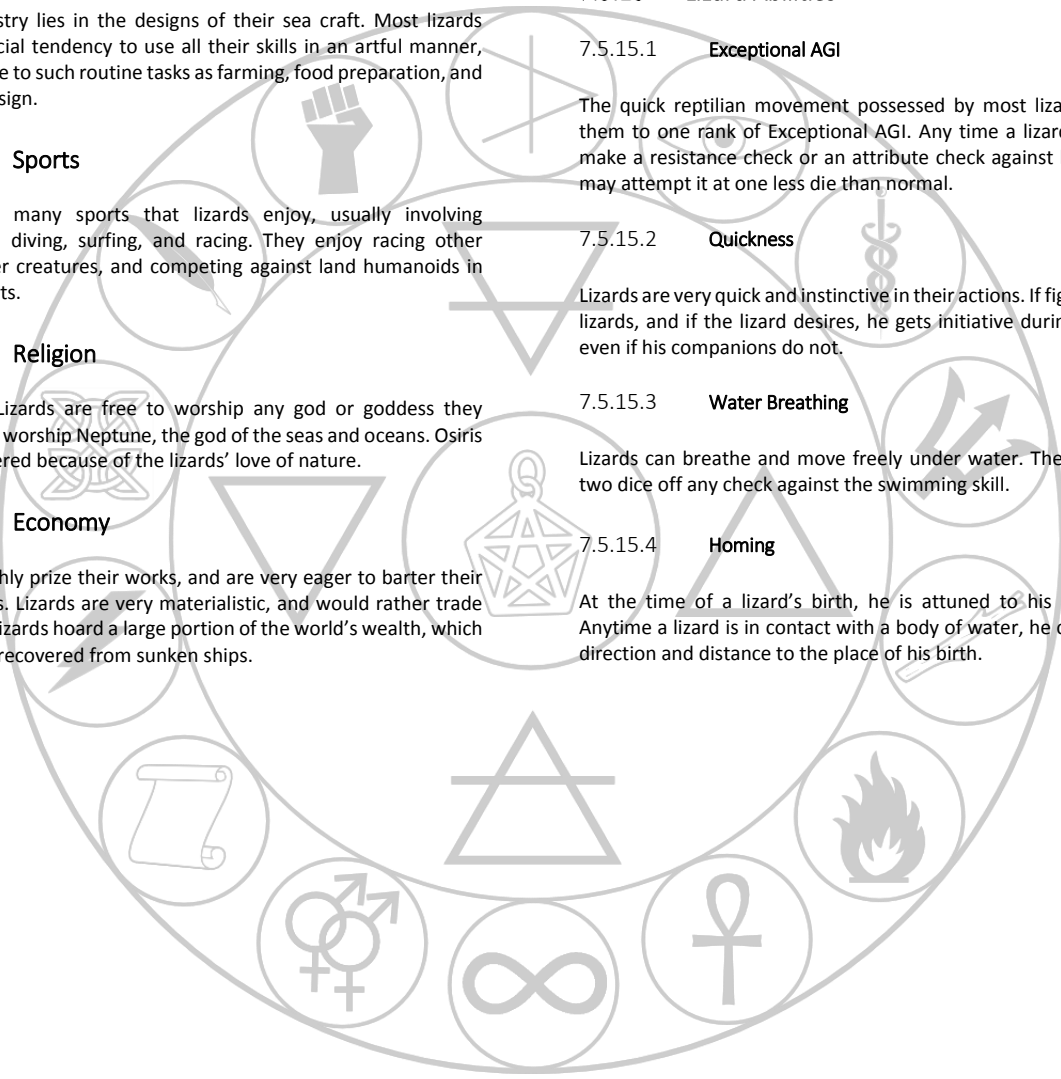 stry lies in the designs of their sea craft. Most lizards
cial tendency to use all their skills in an artful manner,
e to such routine tasks as farming, food preparation, and
sign.
Sports
many sports that lizards enjoy, usually involving
diving, surfing, and racing. They enjoy racing other
er creatures, and competing against land humanoids in
ts.
Religion
Lizards are free to worship any god or goddess they
worship Neptune, the god of the seas and oceans. Osiris
ered because of the lizards’ love of nature.
Economy
hly prize their works, and are very eager to barter their
s. Lizards are very materialistic, and would rather trade
izards hoard a large portion of the world’s wealth, which
recovered from sunken ships.
7.5.15.1 Exceptional AGI
The quick reptilian movement possessed by most liza
them to one rank of Exceptional AGI. Any time a lizar
make a resistance check or an attribute check against
may attempt it at one less die than normal.
7.5.15.2 Quickness
Lizards are very quick and instinctive in their actions. If fig
lizards, and if the lizard desires, he gets initiative durin
even if his companions do not.
7.5.15.3 Water Breathing
Lizards can breathe and move freely under water. The
two dice off any check against the swimming skill.
7.5.15.4 Homing
At the time of a lizard’s birth, he is attuned to his
Anytime a lizard is in contact with a body of water, he c
direction and distance to the place of his birth.